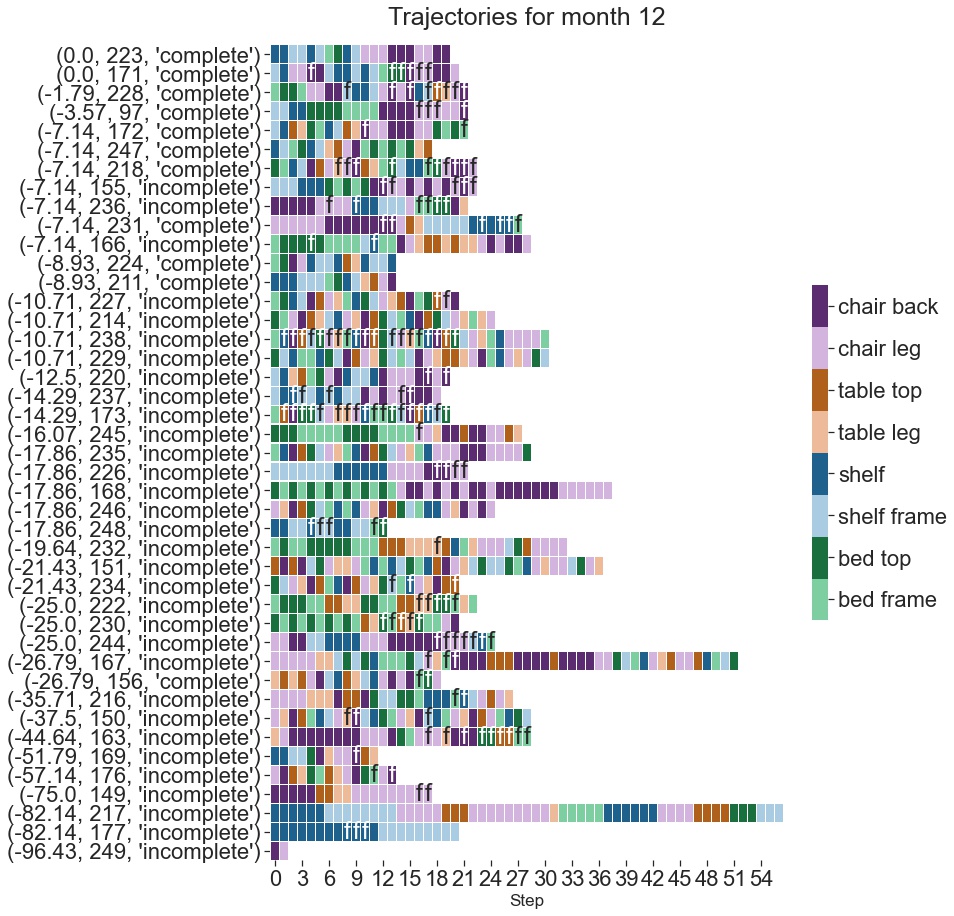 Trajectories for month 12
(0.0, 223, 'complete')
(0.0, 171, 'complete')
(-1.79, 228, 'complete')
(-3.57, 97, 'complete')
(-7.14, 172, 'complete')
(-7.14, 247, 'complete')
(-7.14, 218, 'complete')
(-7.14, 155, 'incomplete')
(-7.14, 236, 'incomplete')
(-7.14, 231, 'complete')
(-7.14, 166, 'incomplete')
(-8.93, 224, 'complete')
(-8.93, 211, 'complete')
(-10.71, 227, 'incomplete')
(-10.71, 214, 'incomplete')
(-10.71, 238, 'incomplete')
(-10.71, 229, 'incomplete')
(-12.5, 220, 'incomplete')
(-14.29, 237, 'incomplete')
(-14.29, 173, 'incomplete')
(-16.07, 245, 'incomplete')
(-17.86, 235, 'incomplete')
(-17.86, 226, 'incomplete')
(-17.86, 168, 'incomplete')
(-17.86, 246, 'incomplete')
(-17.86, 248, 'incomplete')
(-19.64, 232, 'incomplete')
(-21.43, 151, 'incomplete')
(-21.43, 234, 'incomplete')
(-25.0, 222, 'incomplete')
(-25.0, 230, 'incomplete')
(-25.0, 244, 'incomplete')
(-26.79, 167, 'incomplete')
(-26.79, 156, 'complete')
(-35.71, 216, 'incomplete')
(-37.5, 150, 'incomplete')
(-44.64, 163, 'incomplete')
(-51.79, 169, 'incomplete')
(-57.14, 176, 'incomplete')
(-75.0, 149, 'incomplete')
(-82.14, 217, 'incomplete')
(-82.14, 177, 'incomplete')
(-96.43, 249, 'incomplete')
0 3 6 9 12 15 18 21 24 27 30 33 36 39 42 45 48 51 54
Step
chair back
chair leg
table top
table leg
shelf
shelf frame
bed top
bed frame